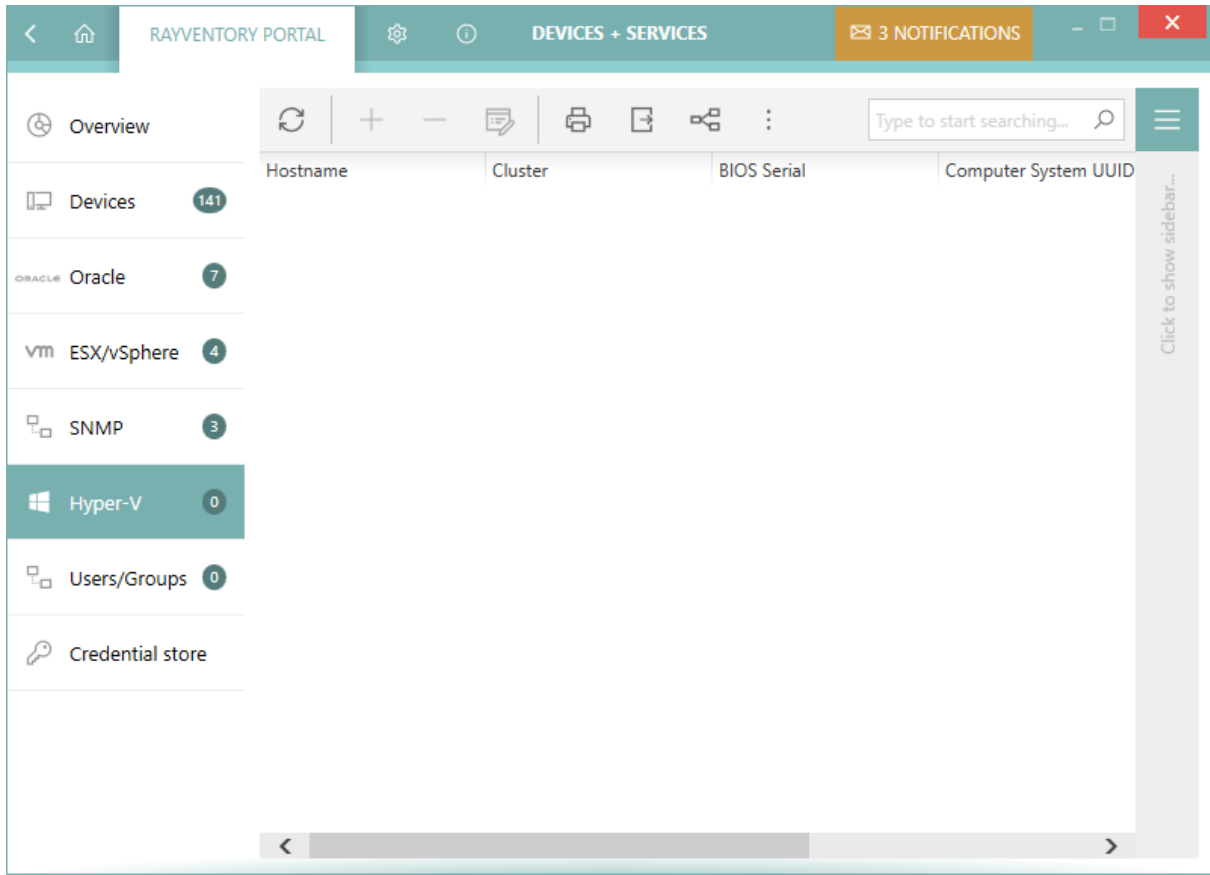 RAYVENTORY PORTAL
DEVICES + SERVICES
3 NOTIFICATIONS
Overview
Type to start searching...
Hostname Cluster BIOS Serial Computer System UUID
Click to show sidebar...
Devices 141
ORACLE Oracle 7
vm ESX/vSphere 4
SNMP 3
Hyper-V 0
Users/Groups 0
Credential store